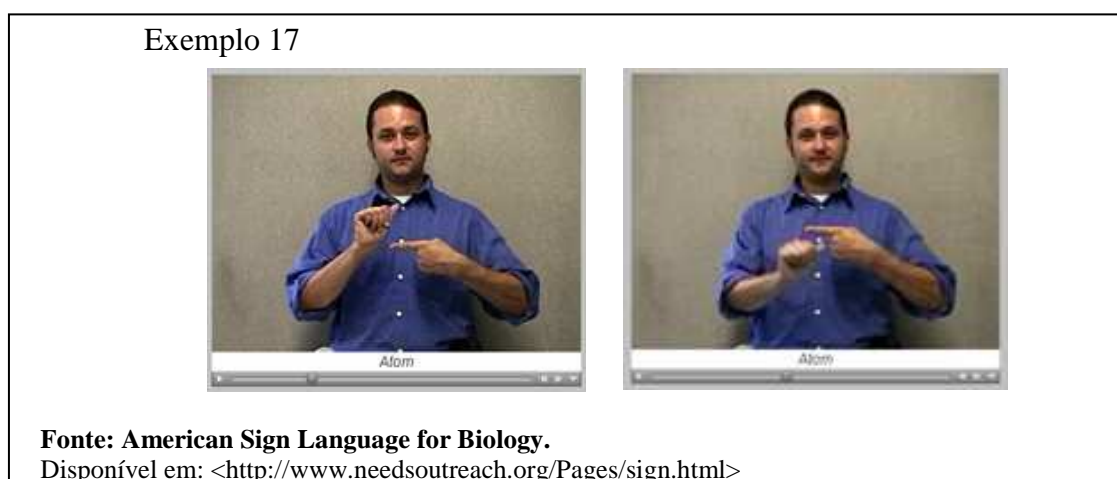 Exemplo 17
Atom
Atom
Fonte: American Sign Language for Biology.
Disponível em: <http://www.needsoutreach.org/Pages/sign.html>